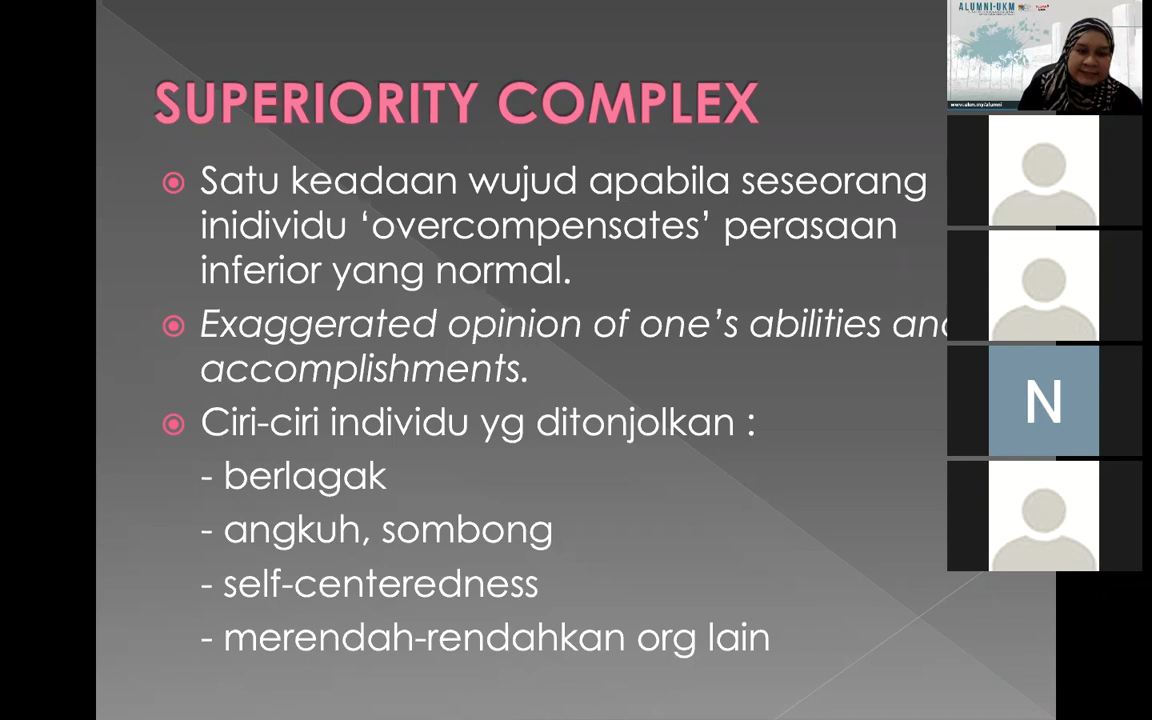 SUPERIORITY COMPLEX
Satu keadaan wujud apabila seseorang
inidividu ‘overcompensates’ perasaan
inferior yang normal.
Exaggerated opinion of one’s abilities and
accomplishments.
Ciri-ciri individu yg ditonjolkan :
- berlagak
- angkuh, sombong
- self-centeredness
- merendah-rendahkan org lain
ALUMNI-UKM
www.ukm.my/alumni
N